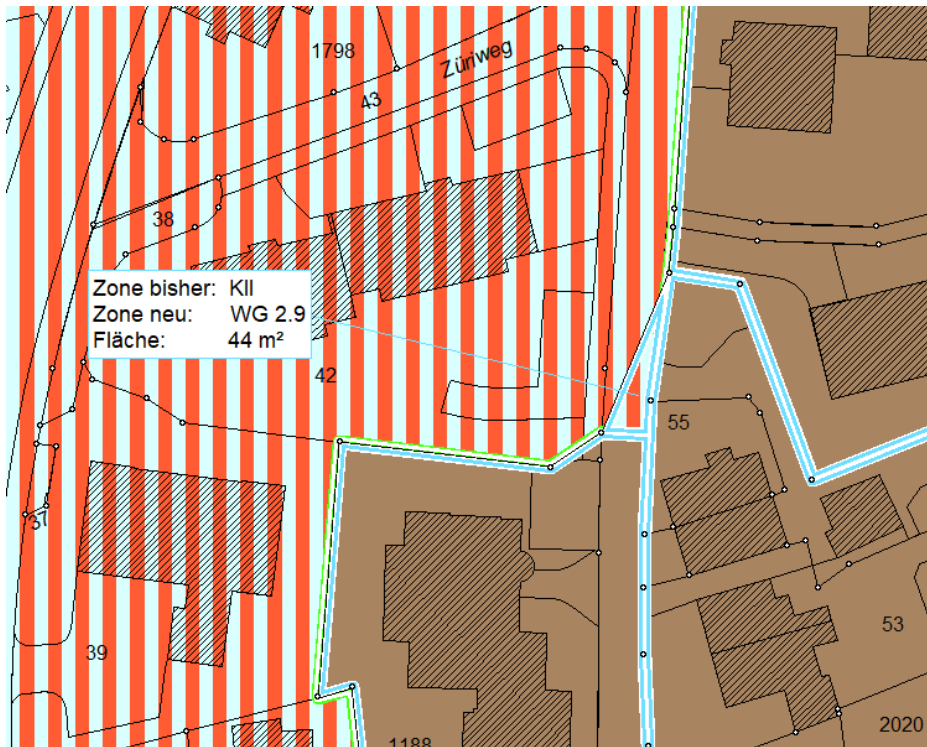 1798
Züriweg
43
38
Zone bisher: KII
Zone neu: WG 2.9
Fläche: 44 m²
42
55
37
39
53
2020
1188